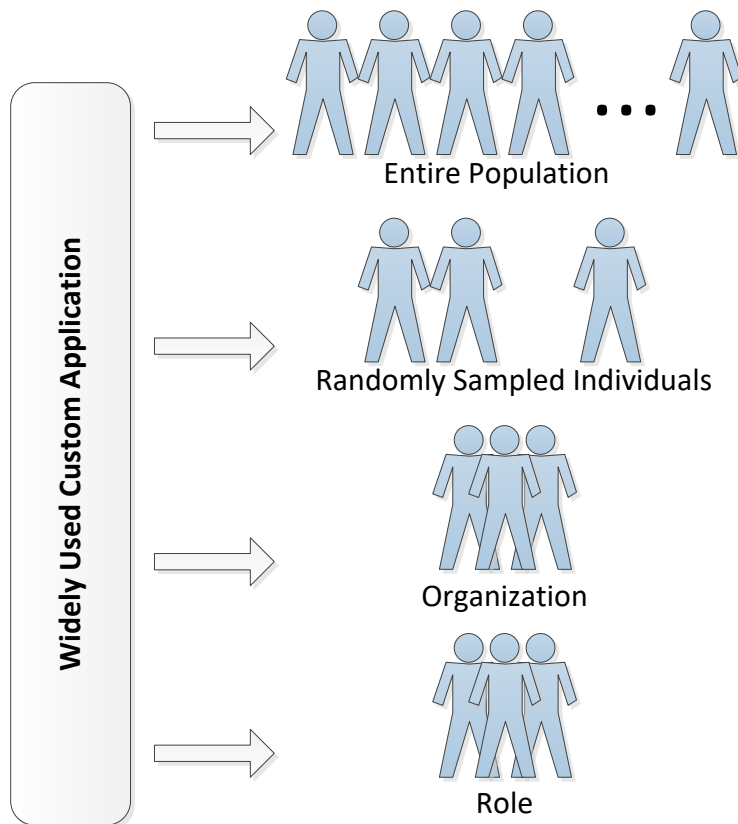 Widely Used Custom Application
Entire Population
Randomly Sampled Individuals
Organization
Role